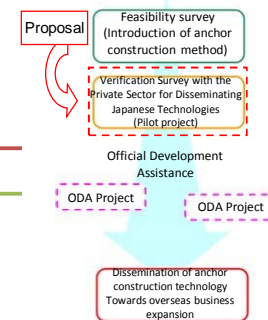 Proposal
Feasibility survey
(Introduction of anchor
construction method)
Verification Survey with the
Private Sector for Disseminating
Japanese Technologies
(Pilot project)
Official Development
Assistance
ODA Project
ODA Project
Dissemination of anchor
construction technology
Towards overseas business
expansion